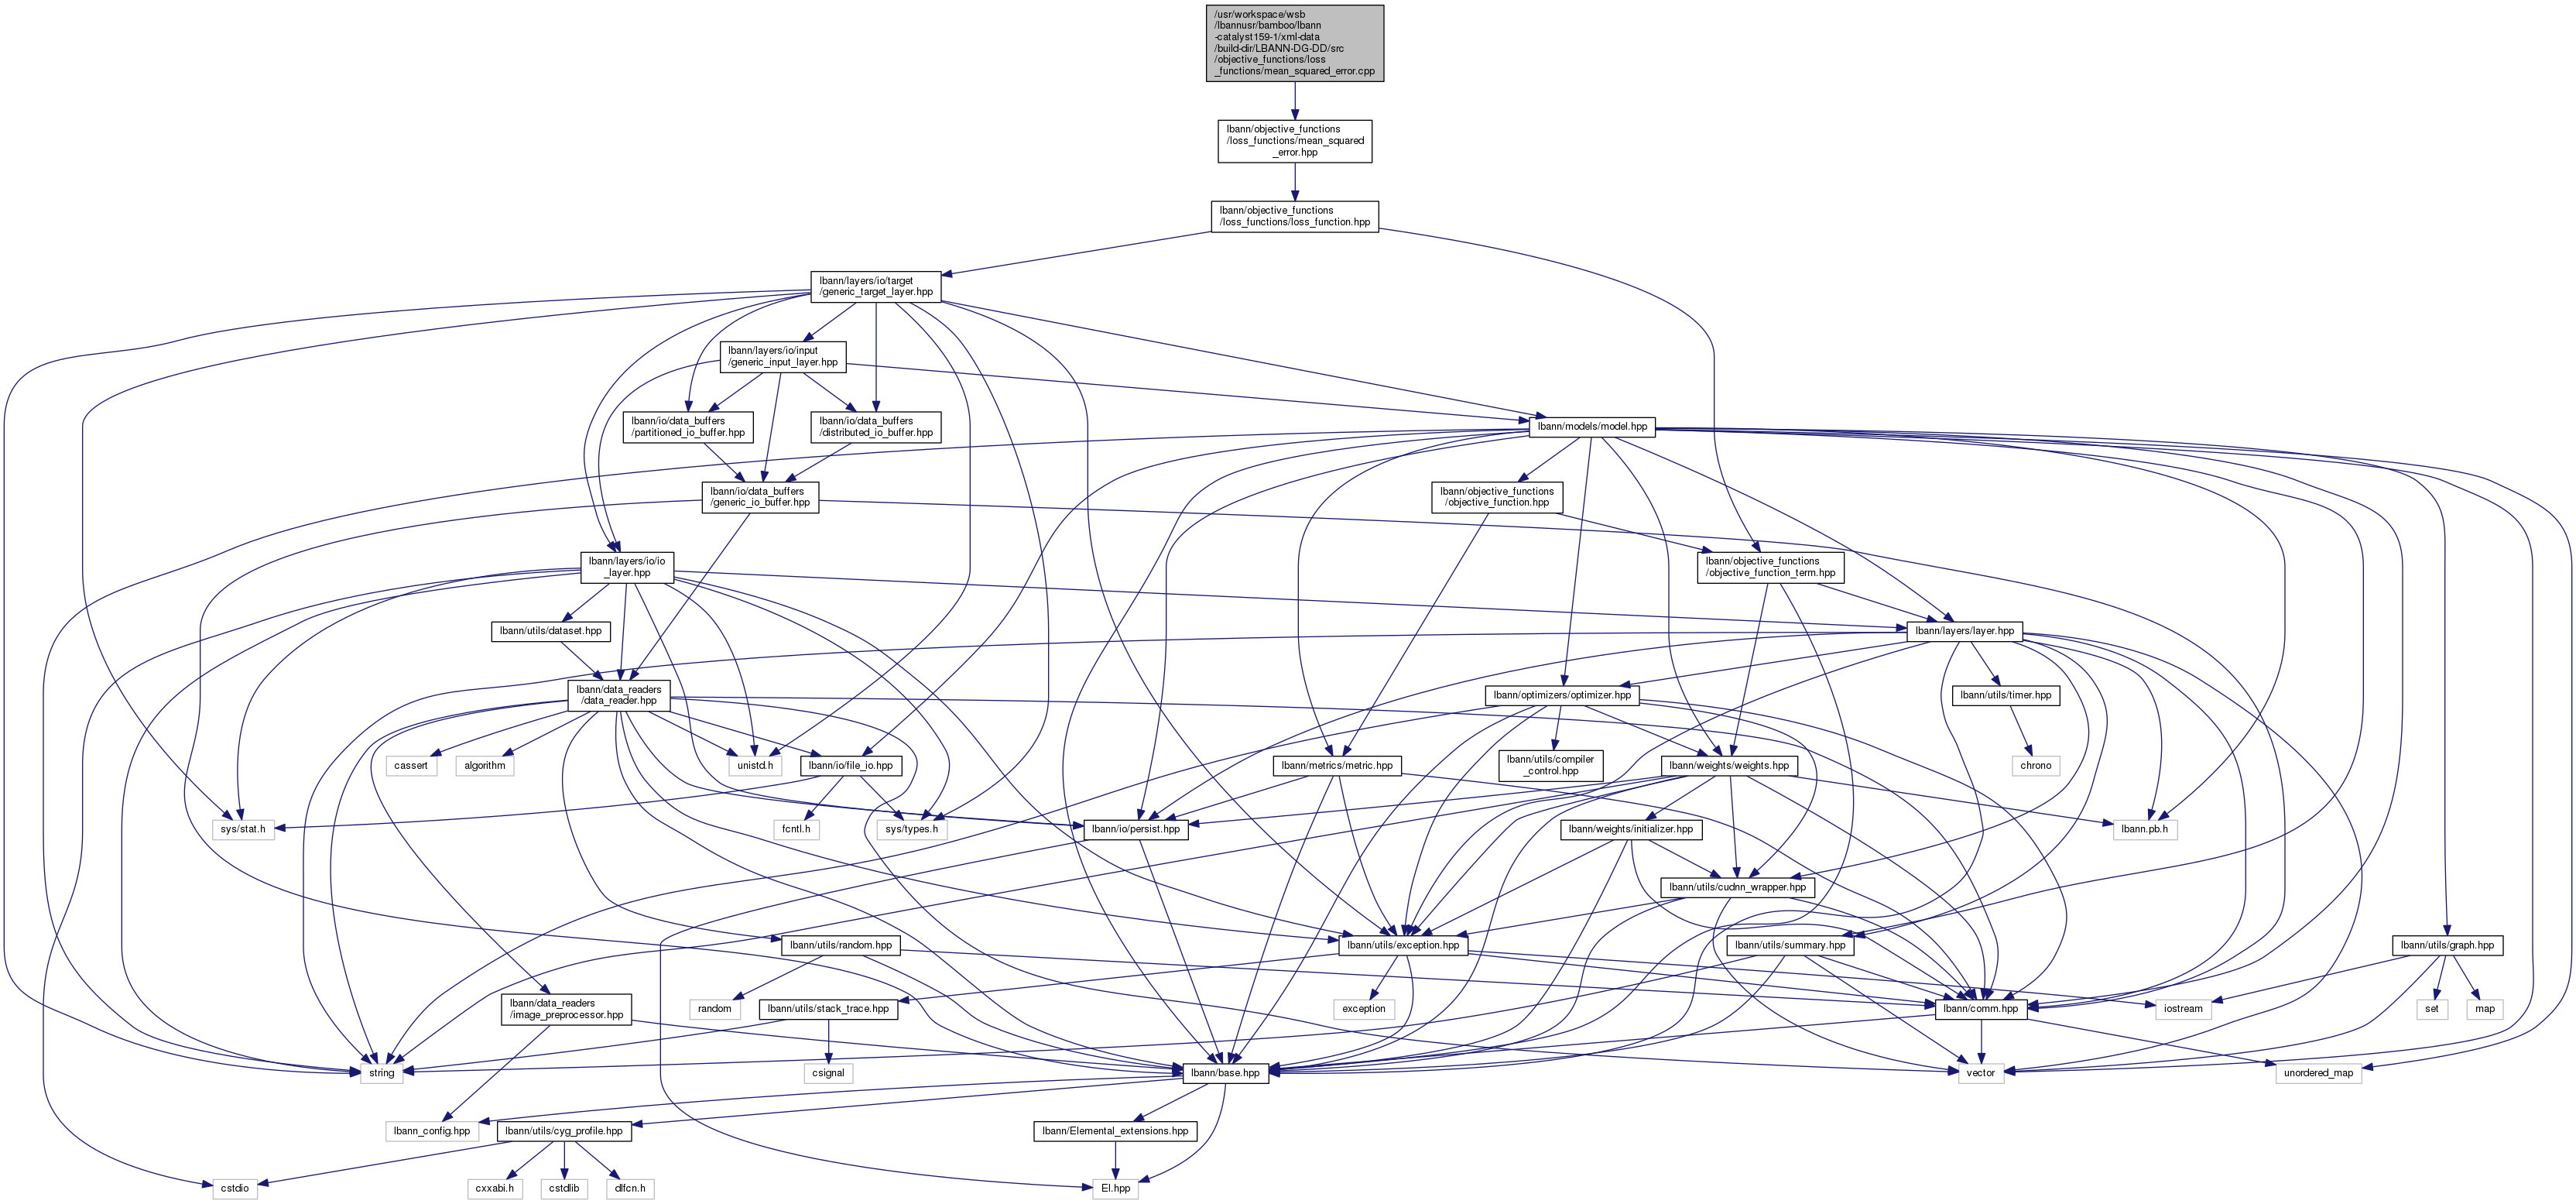 /usr/workspace/wsb
/lbannusr/bamboo/lbann
-catalyst159-1/xml-data
/build-dir/LBANN-DG-DD/src
/objective_functions/loss
_functions/mean_squared_error.cpp
lbann/objective_functions
/loss_functions/mean_squared
_error.hpp
lbann/objective_functions
/loss_functions/loss_function.hpp
lbann/layers/io/target
/generic_target_layer.hpp
lbann/layers/io/input
/generic_input_layer.hpp
lbann/io/data_buffers
/partitioned_io_buffer.hpp
lbann/io/data_buffers
/distributed_io_buffer.hpp
lbann/models/model.hpp
lbann/io/data_buffers
/generic_io_buffer.hpp
lbann/objective_functions
/objective_function.hpp
lbann/layers/io/io
_layer.hpp
lbann/objective_functions
/objective_function_term.hpp
lbann/utils/dataset.hpp
lbann/layers/layer.hpp
lbann/data_readers
/data_reader.hpp
lbann/optimizers/optimizer.hpp
lbann/utils/timer.hpp
cassert
algorithm
unistd.h
lbann/io/file_io.hpp
lbann/metrics/metric.hpp
lbann/utils/compiler
_control.hpp
lbann/weights/weights.hpp
chrono
sys/stat.h
fcntl.h
sys/types.h
lbann/io/persist.hpp
lbann/weights/initializer.hpp
lbann.pb.h
lbann/utils/cudnn_wrapper.hpp
lbann/utils/random.hpp
lbann/utils/exception.hpp
lbann/utils/summary.hpp
lbann/utils/graph.hpp
lbann/data_readers
/image_preprocessor.hpp
random
lbann/utils/stack_trace.hpp
exception
lbann/comm.hpp
iostream
set
map
string
csignal
lbann/base.hpp
vector
unordered_map
lbann_config.hpp
lbann/utils/cyg_profile.hpp
lbann/Elemental_extensions.hpp
cstdio
cxxabi.h
cstdlib
dlfcn.h
El.hpp